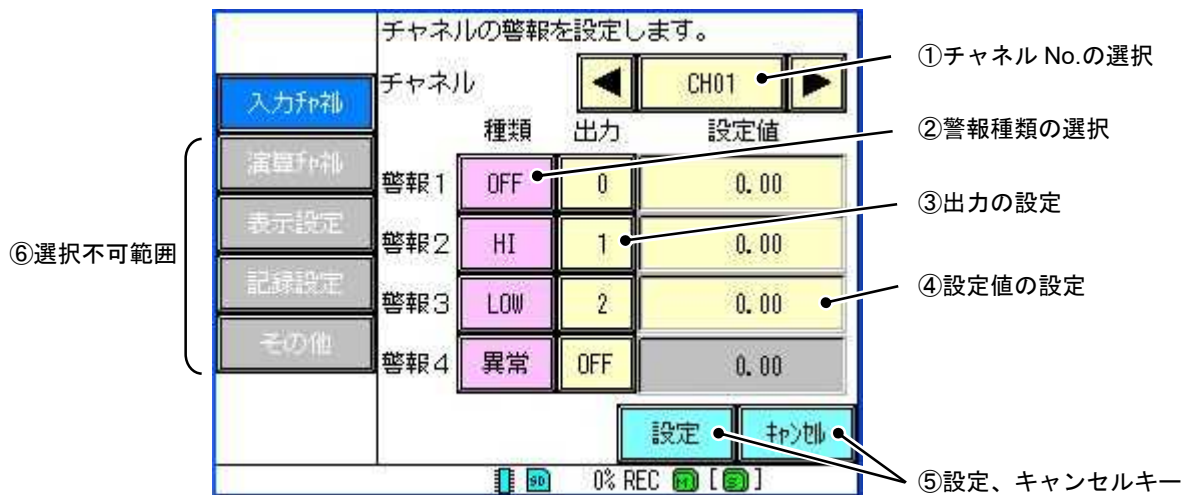 チャネルの警報を設定します。
チャネル ◀ CH01 ▶
種類 出力 設定値
警報1 OFF 0 0.00
警報2 HI 1 0.00
警報3 LOW 2 0.00
警報4 異常 OFF 0.00
設定 ｷｬﾝｾﾙ
0% REC [ ]
入力ﾁｬﾈﾙ
演算ﾁｬﾈﾙ
表示設定
記録設定
その他
①チャネル No.の選択
②警報種類の選択
③出力の設定
④設定値の設定
⑤設定、キャンセルキー
⑥選択不可範囲